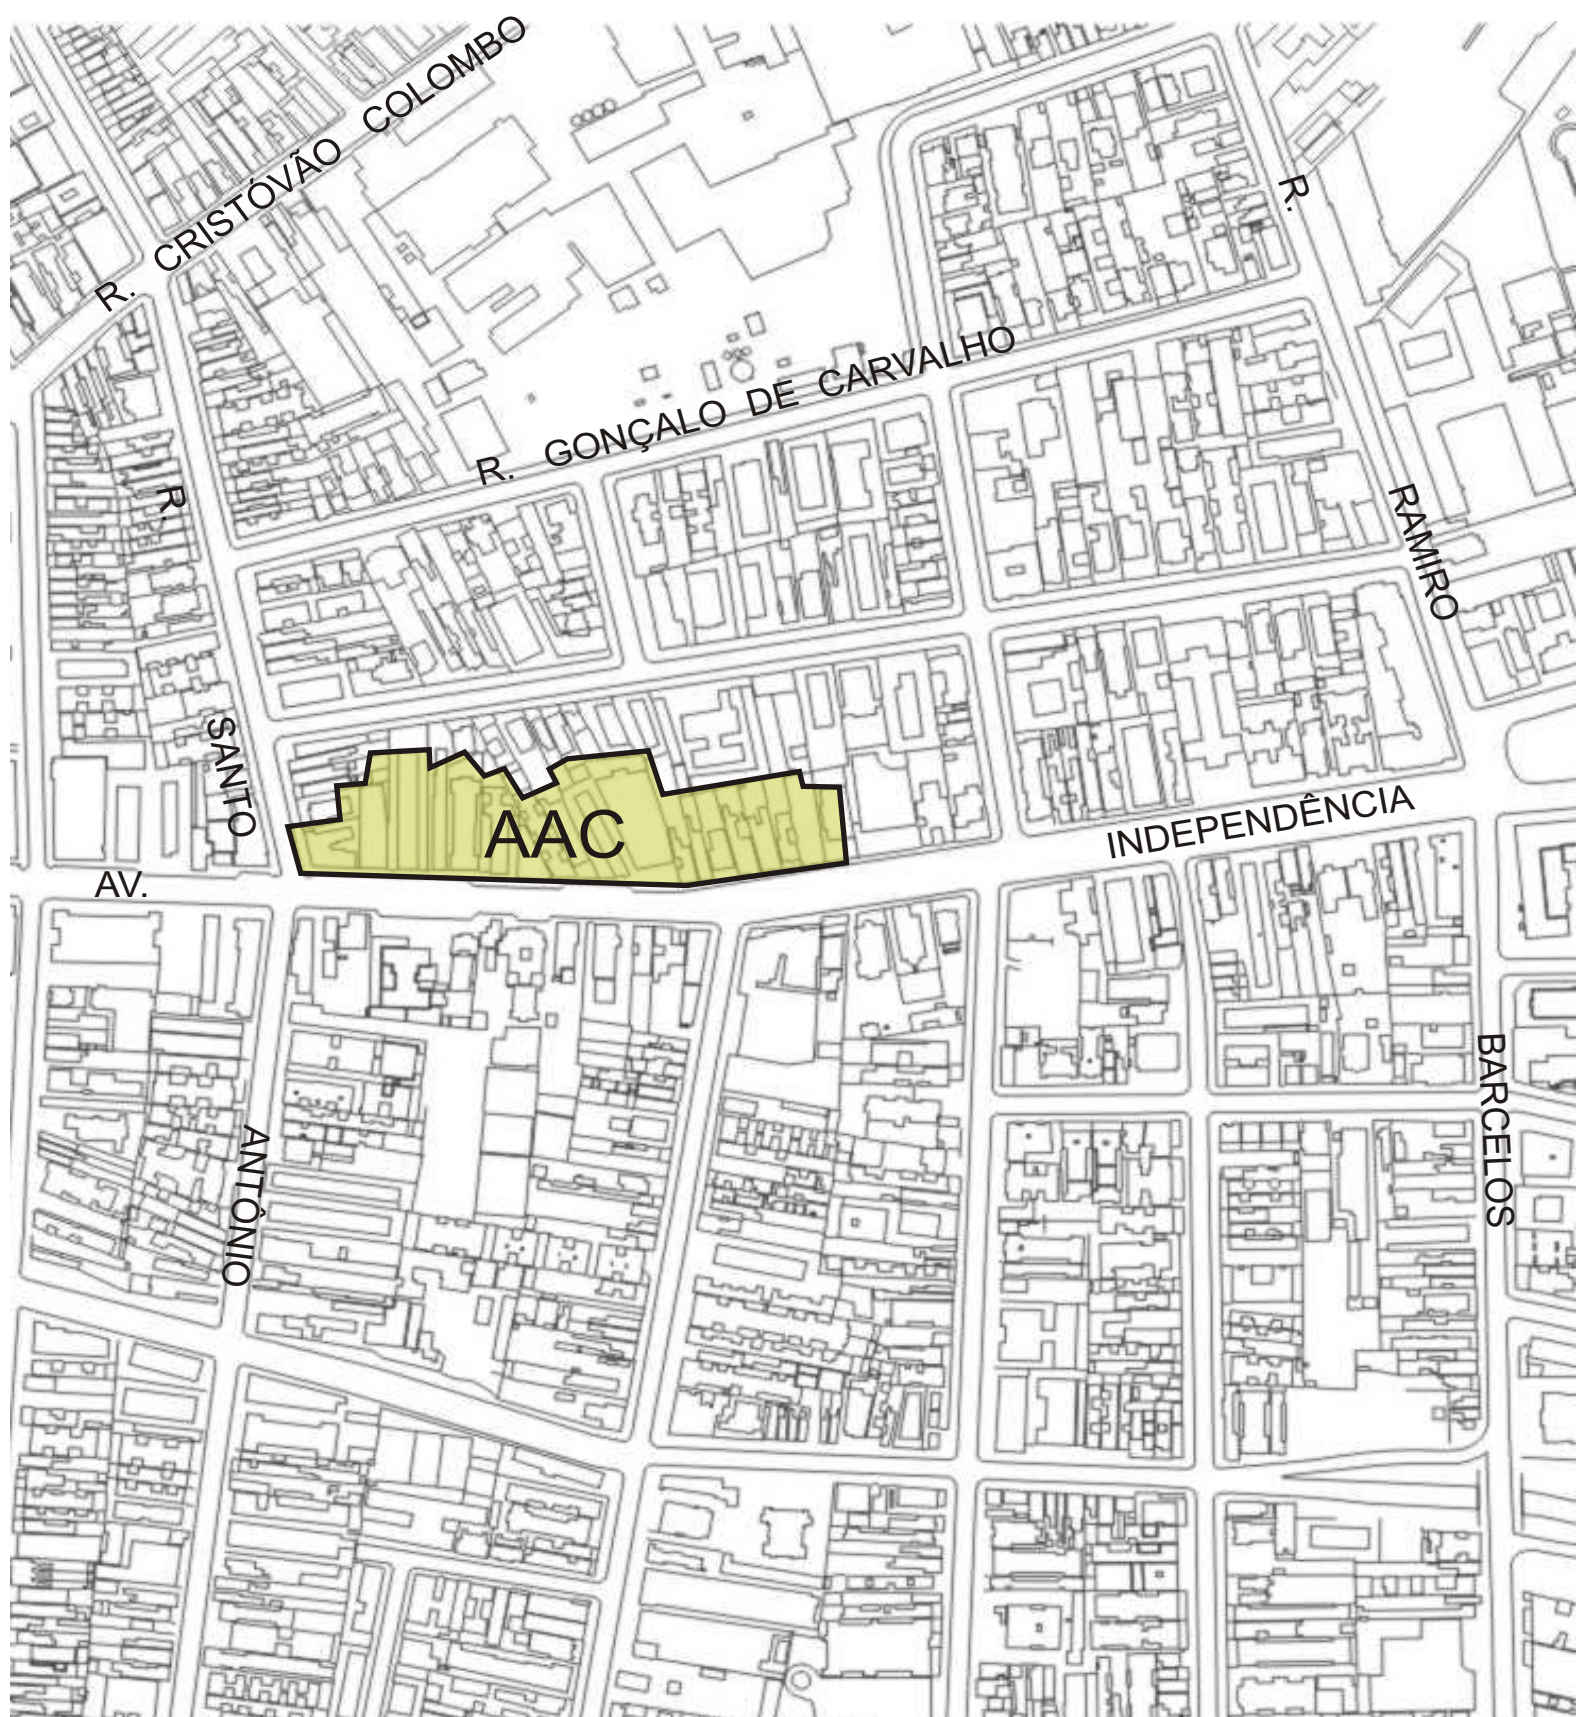 R. CRISTÓVÃO COLOMBO
R. GONÇALO DE CARVALHO
R. RAMIRO BARCELOS
R. SANTO ANTÔNIO
AAC
AV. INDEPENDÊNCIA